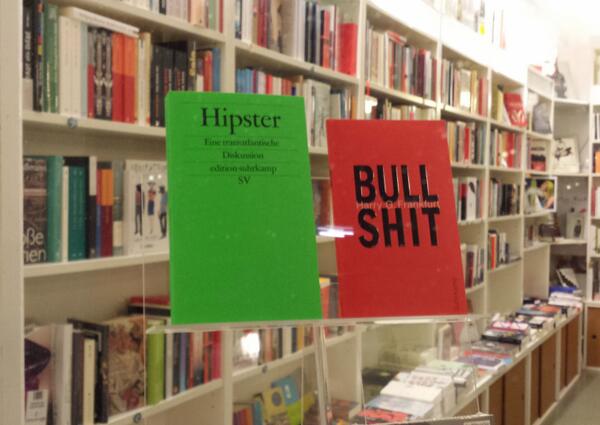 Hipster
Eine transatlantische
Diskussion
edition suhrkamp
SV
BULL
Harry G. Frankfurt
SHIT